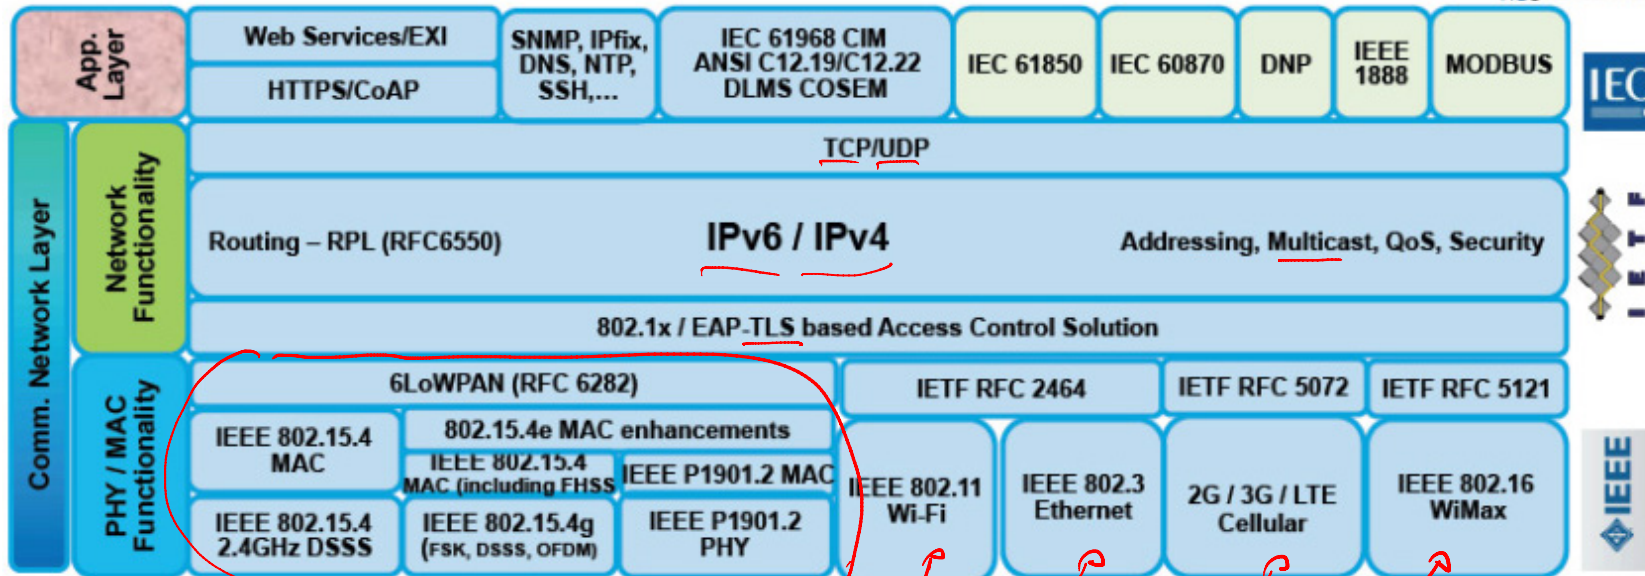 App.
Layer
Web Services/EXI
HTTPS/CoAP
SNMP, IPfix,
DNS, NTP,
SSH,...
IEC 61968 CIM
ANSI C12.19/C12.22
DLMS COSEM
IEC 61850
IEC 60870
DNP
IEEE
1888
MODBUS
IEC
Comm. Network Layer
Network
Functionality
TCP/UDP
Routing – RPL (RFC6550)
IPv6 / IPv4
Addressing, Multicast, QoS, Security
802.1x / EAP-TLS based Access Control Solution
I E T F
PHY / MAC
Functionality
6LoWPAN (RFC 6282)
IETF RFC 2464
IETF RFC 5072
IETF RFC 5121
IEEE 802.15.4
MAC
802.15.4e MAC enhancements
IEEE 802.15.4
MAC (including FHSS
IEEE P1901.2 MAC
IEEE 802.15.4
2.4GHz DSSS
IEEE 802.15.4g
(FSK, DSSS, OFDM)
IEEE P1901.2
PHY
IEEE 802.11
Wi-Fi
IEEE 802.3
Ethernet
2G / 3G / LTE
Cellular
IEEE 802.16
WiMax
IEEE